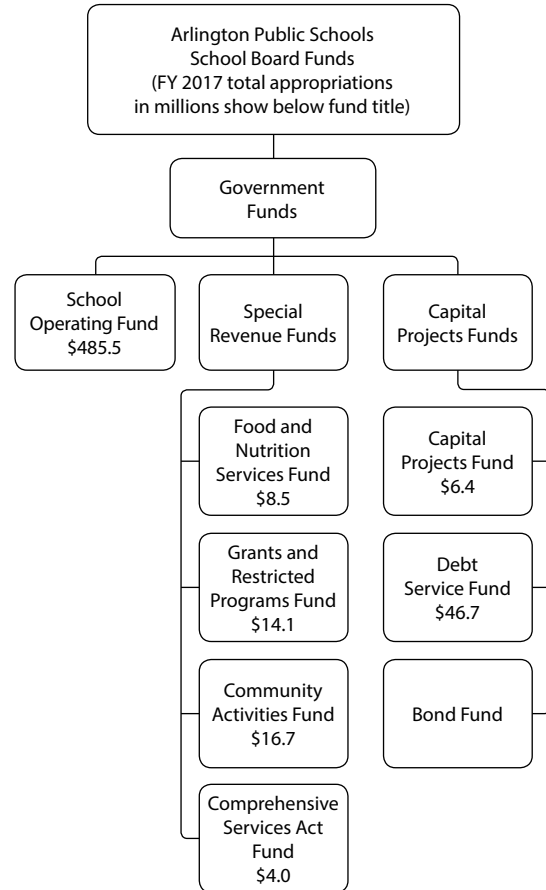 Arlington Public Schools
School Board Funds
(FY 2017 total appropriations
in millions show below fund title)
Government
Funds
School
Operating Fund
$485.5
Special
Revenue Funds
Capital
Projects Funds
Food and
Nutrition
Services Fund
$8.5
Grants and
Restricted
Programs Fund
$14.1
Community
Activities Fund
$16.7
Comprehensive
Services Act
Fund
$4.0
Capital
Projects Fund
$6.4
Debt
Service Fund
$46.7
Bond Fund